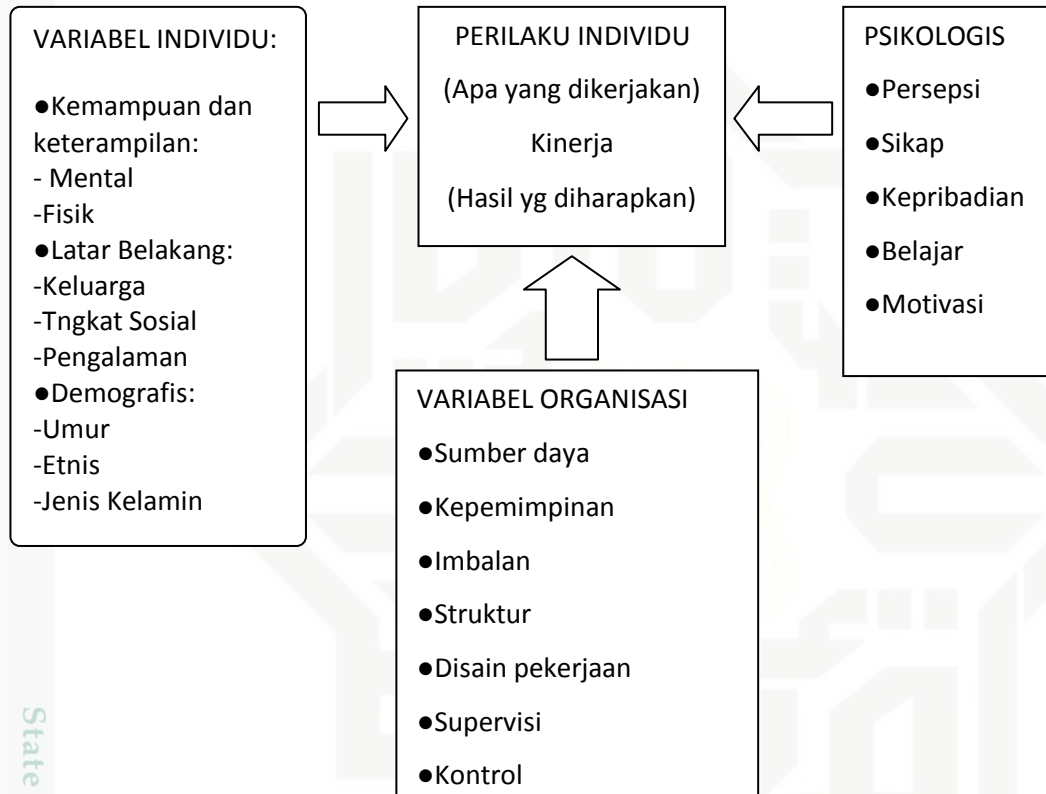 VARIABEL INDIVIDU:
●Kemampuan dan
keterampilan:
- Mental
-Fisik
●Latar Belakang:
-Keluarga
-Tngkat Sosial
-Pengalaman
●Demografis:
-Umur
-Etnis
-Jenis Kelamin
PERILAKU INDIVIDU
(Apa yang dikerjakan)
Kinerja
(Hasil yg diharapkan)
PSIKOLOGIS
●Persepsi
●Sikap
●Kepribadian
●Belajar
●Motivasi
VARIABEL ORGANISASI
●Sumber daya
●Kepemimpinan
●Imbalan
●Struktur
●Disain pekerjaan
●Supervisi
●Kontrol
State